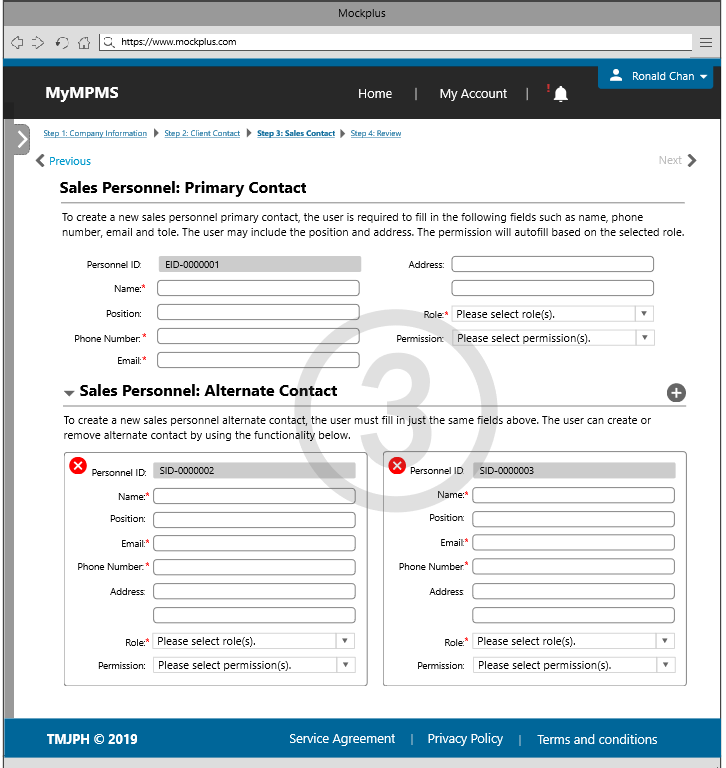 Mockplus
https://www.mockplus.com
Ronald Chan
MyMPMS
Home | My Account | !
Step 1: Company Information Step 2: Client Contact Step 3: Sales Contact Step 4: Review
Previous
Next
Sales Personnel: Primary Contact
To create a new sales personnel primary contact, the user is required to fill in the following fields such as name, phone
number, email and tole. The user may include the position and address. The permission will autofill based on the selected role.
Personnel ID: EID-0000001
Address:
Name:*
Position:
Role:* Please select role(s).
Phone Number: *
Permission: Please select permission(s).
Email:*
3
Sales Personnel: Alternate Contact
To create a new sales personnel alternate contact, the user must fill in just the same fields above. The user can create or
remove alternate contact by using the functionality below.
Personnel ID: SID-0000002
Name:*
Position:
Email:*
Phone Number: *
Address:
Role:* Please select role(s).
Permission: Please select permission(s).
Personnel ID: SID-0000003
Name:*
Position:
Email:*
Phone Number:*
Address:
Role:* Please select role(s).
Permission: Please select permission(s).
TMJPH © 2019
Service Agreement | Privacy Policy | Terms and conditions